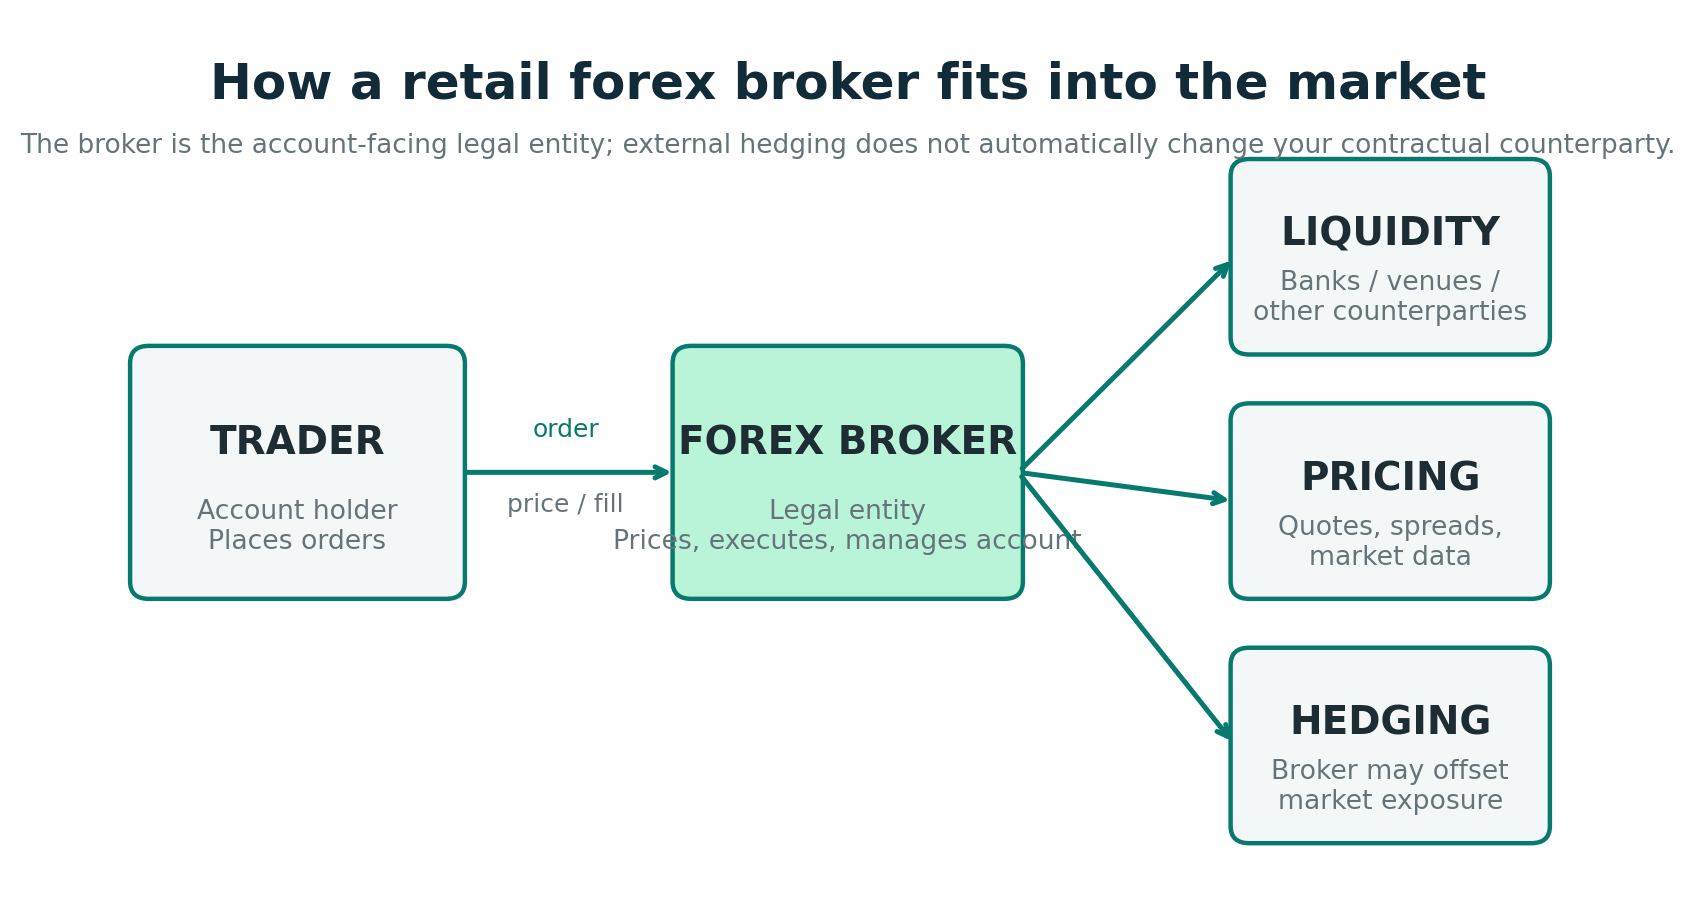 How a retail forex broker fits into the market
The broker is the account-facing legal entity; external hedging does not automatically change your contractual counterparty.
TRADER
Account holder
Places orders
order
price / fill
FOREX BROKER
Legal entity
Prices, executes, manages account
LIQUIDITY
Banks / venues /
other counterparties
PRICING
Quotes, spreads,
market data
HEDGING
Broker may offset
market exposure